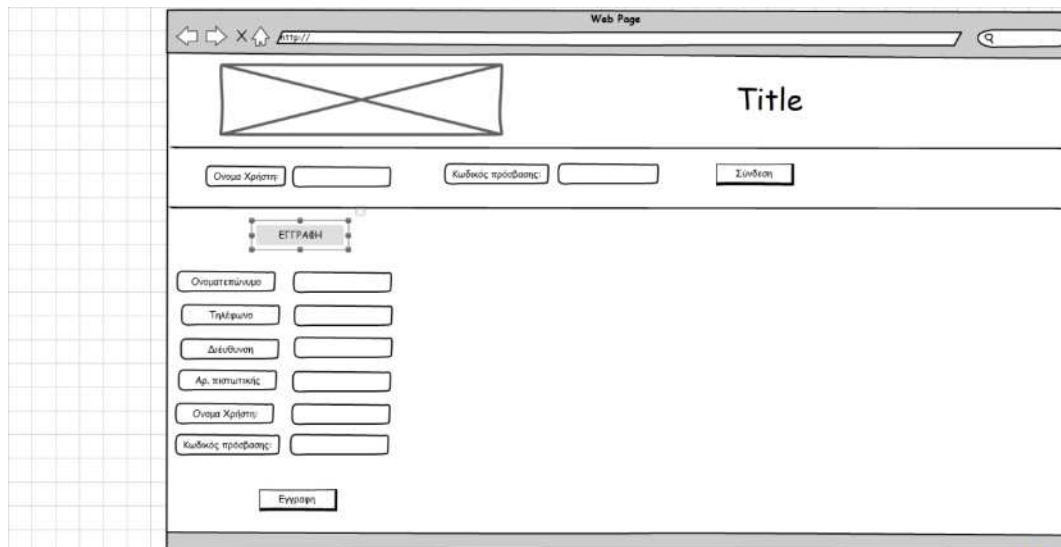 Web Page
http://
Title
Ονομα Χρήστη: Κωδικός πρόσβασης: Σύνδεση
ΕΓΓΡΑΦΗ
Ονοματεπώνυμο
Τηλέφωνο
Διέυθυνση
Αρ. πιστωτικής
Ονομα Χρήστη:
Κωδικός πρόσβασης:
Εγγραφη